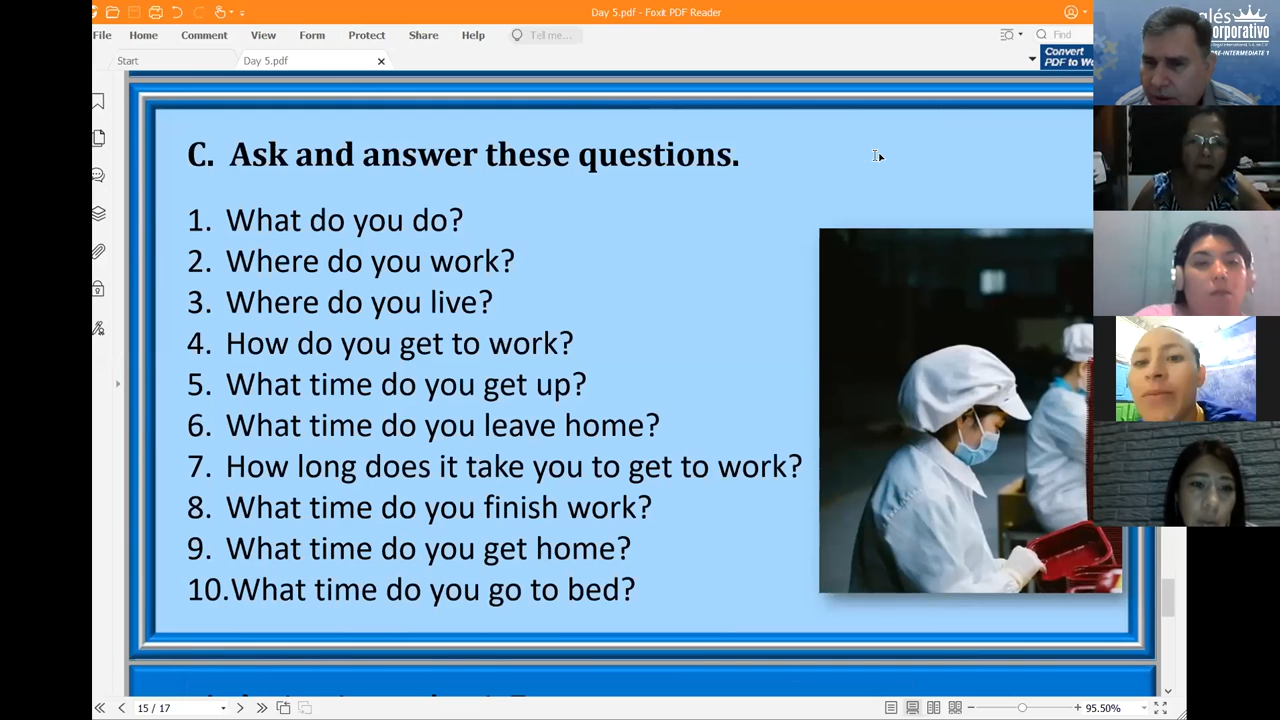 Day 5.pdf - Foxit PDF Reader
File Home Comment View Form Protect Share Help Tell me... Find
Start Day 5.pdf
Convert
PDF to Wo
glés
orporativo
RE-INTERMEDIATE 1
C. Ask and answer these questions.
1. What do you do?
2. Where do you work?
3. Where do you live?
4. How do you get to work?
5. What time do you get up?
6. What time do you leave home?
7. How long does it take you to get to work?
8. What time do you finish work?
9. What time do you get home?
10.What time do you go to bed?
15 / 17
95.50%